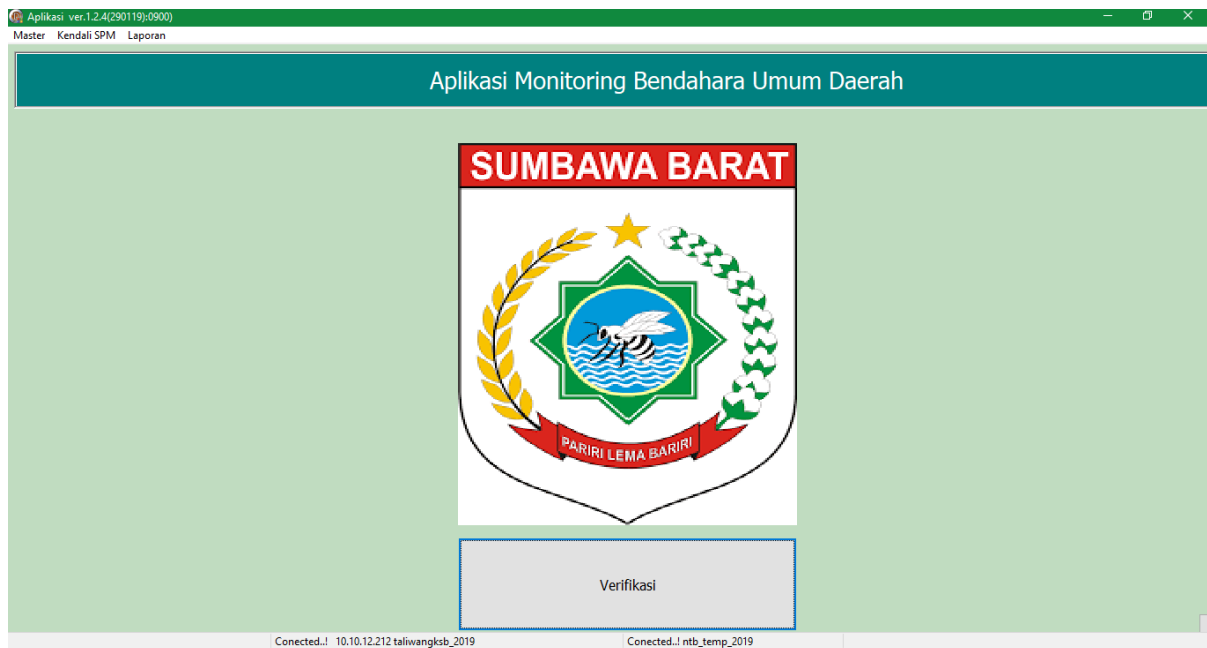 Aplikasi ver.1.2.4(290119):0900)
Master Kendali SPM Laporan
Aplikasi Monitoring Bendahara Umum Daerah
SUMBAWA BARAT
PARIRI LEMA BARIRI
Verifikasi
Conected..! 10.10.12.212 taliwangksb_2019 Conected..! ntb_temp_2019